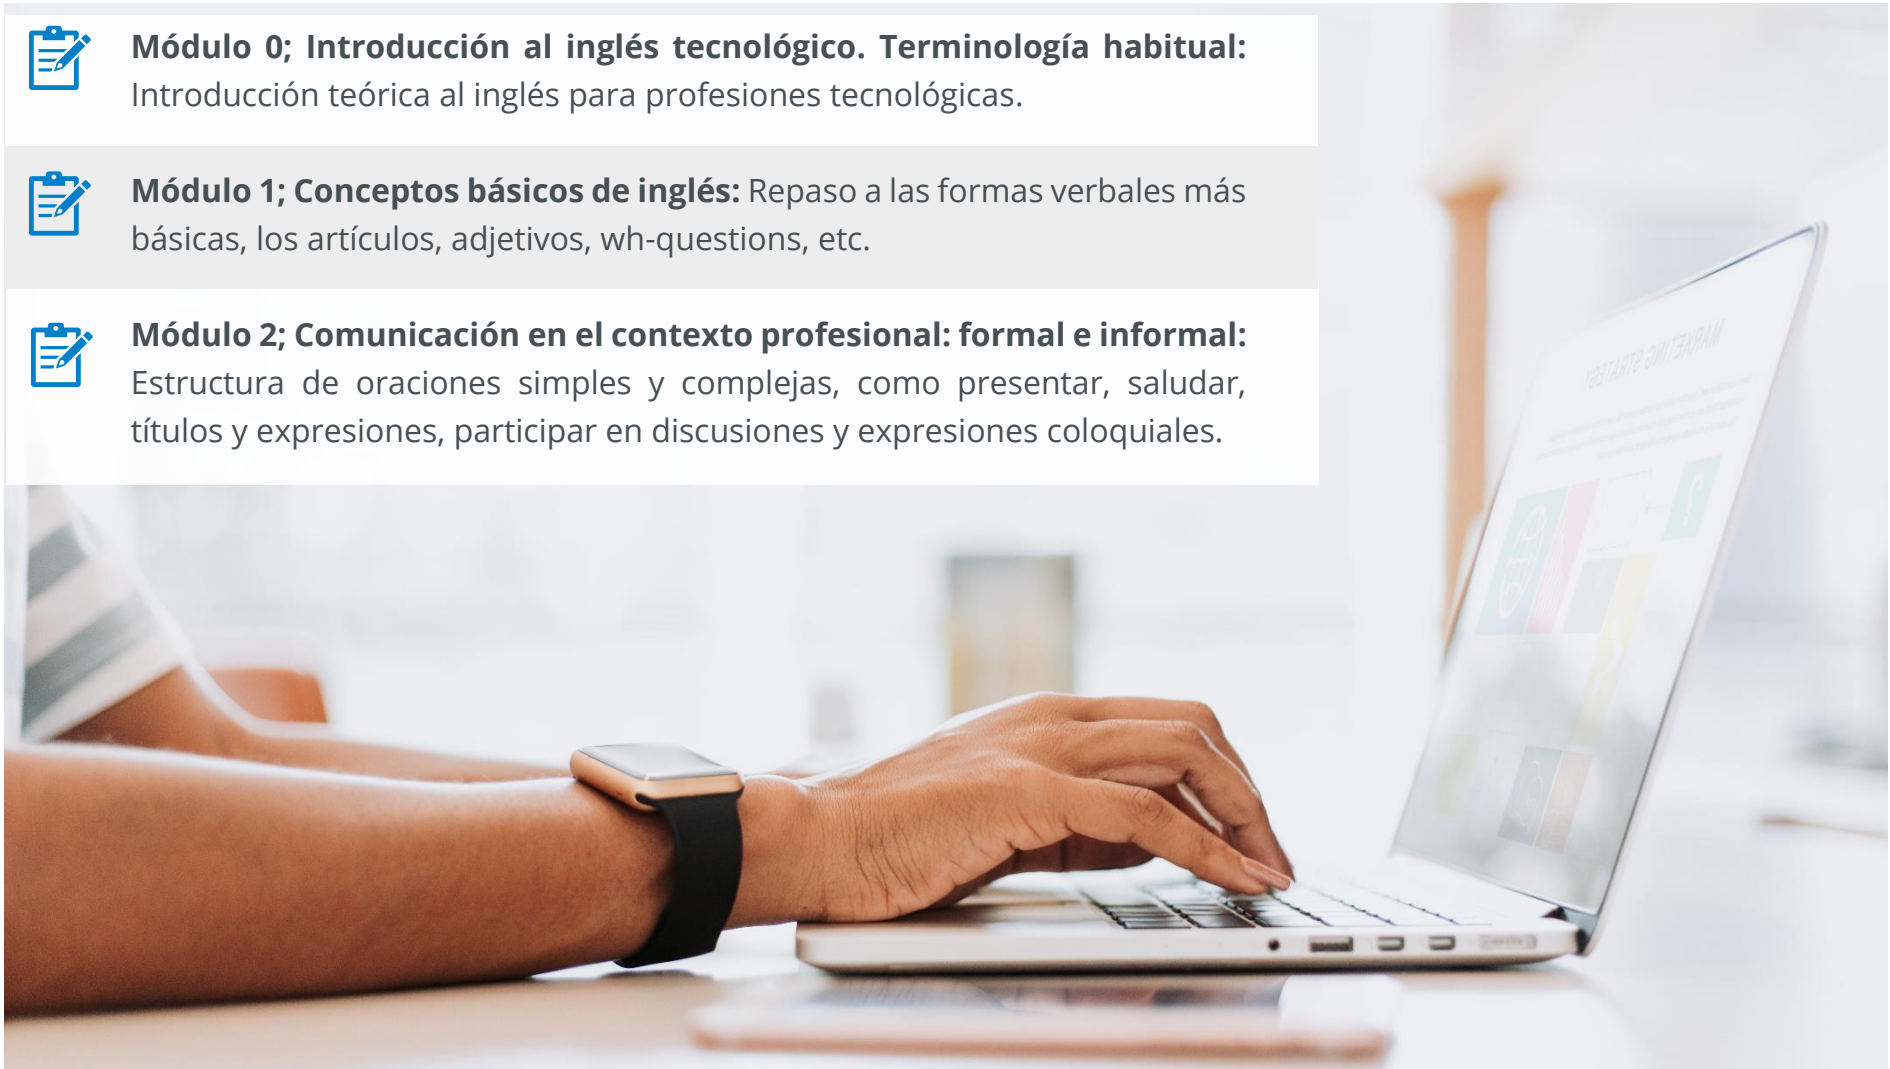 Módulo 0; Introducción al inglés tecnológico. Terminología habitual:
Introducción teórica al inglés para profesiones tecnológicas.
Módulo 1; Conceptos básicos de inglés: Repaso a las formas verbales más
básicas, los artículos, adjetivos, wh-questions, etc.
Módulo 2; Comunicación en el contexto profesional: formal e informal:
Estructura de oraciones simples y complejas, como presentar, saludar,
títulos y expresiones, participar en discusiones y expresiones coloquiales.
MARKETING STRATEGY